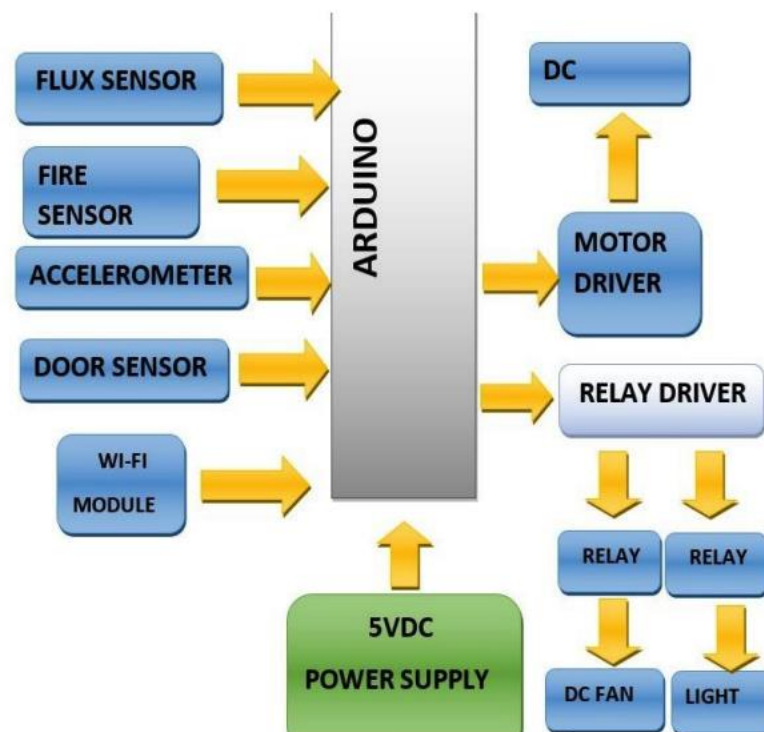 FLUX SENSOR
FIRE
SENSOR
ACCELEROMETER
DOOR SENSOR
WI-FI
MODULE
ARDUINO
5VDC
POWER SUPPLY
DC
MOTOR
DRIVER
RELAY DRIVER
RELAY
RELAY
DC FAN
LIGHT